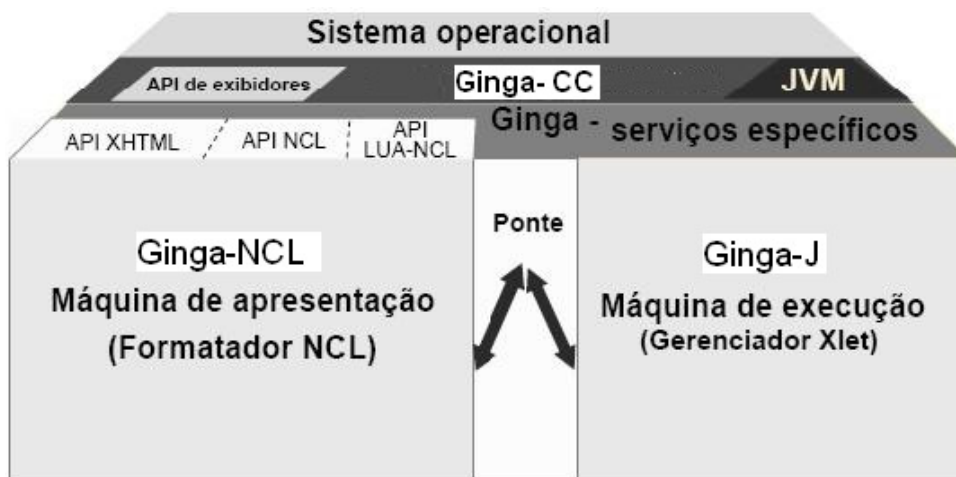 Sistema operacional
API de exibidores
Ginga- CC
JVM
Ginga - serviços específicos
API XHTML
API NCL
API
LUA-NCL
Ginga-NCL
Máquina de apresentação
(Formatador NCL)
Ponte
Ginga-J
Máquina de execução
(Gerenciador Xlet)